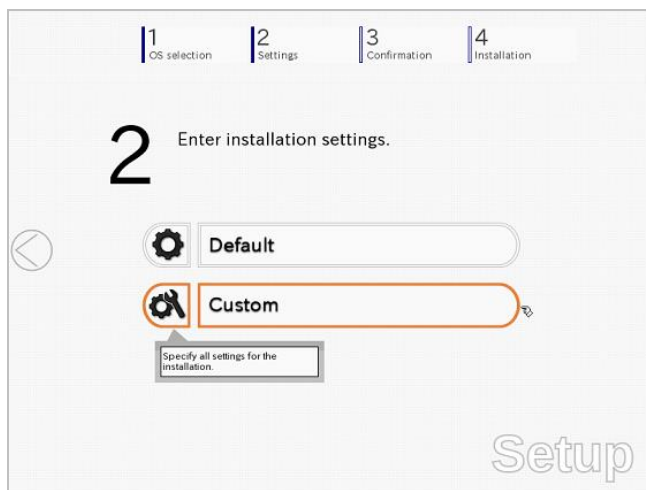 1
OS selection
2
Settings
3
Confirmation
4
Installation
2
Enter installation settings.
Default
Custom
Specify all settings for the
installation.
Setup